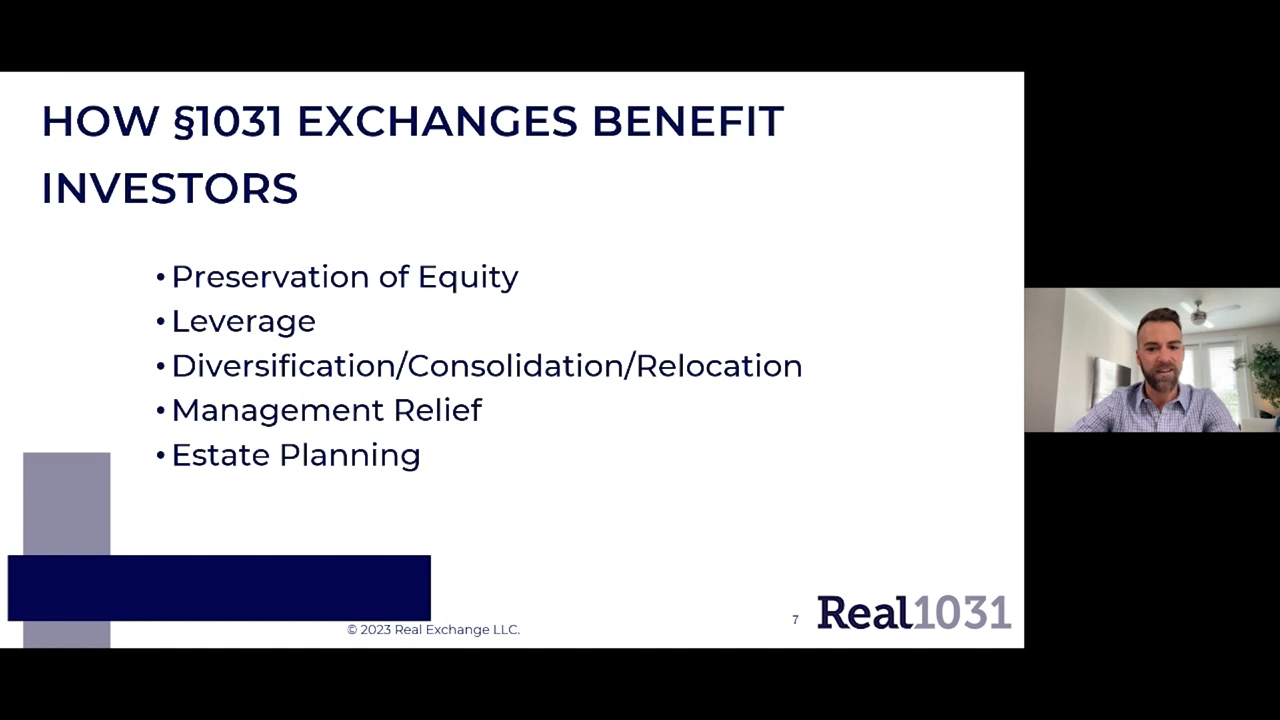 HOW §1031 EXCHANGES BENEFIT
INVESTORS
• Preservation of Equity
• Leverage
• Diversification/Consolidation/Relocation
• Management Relief
• Estate Planning
© 2023 Real Exchange LLC.
7
Real1031